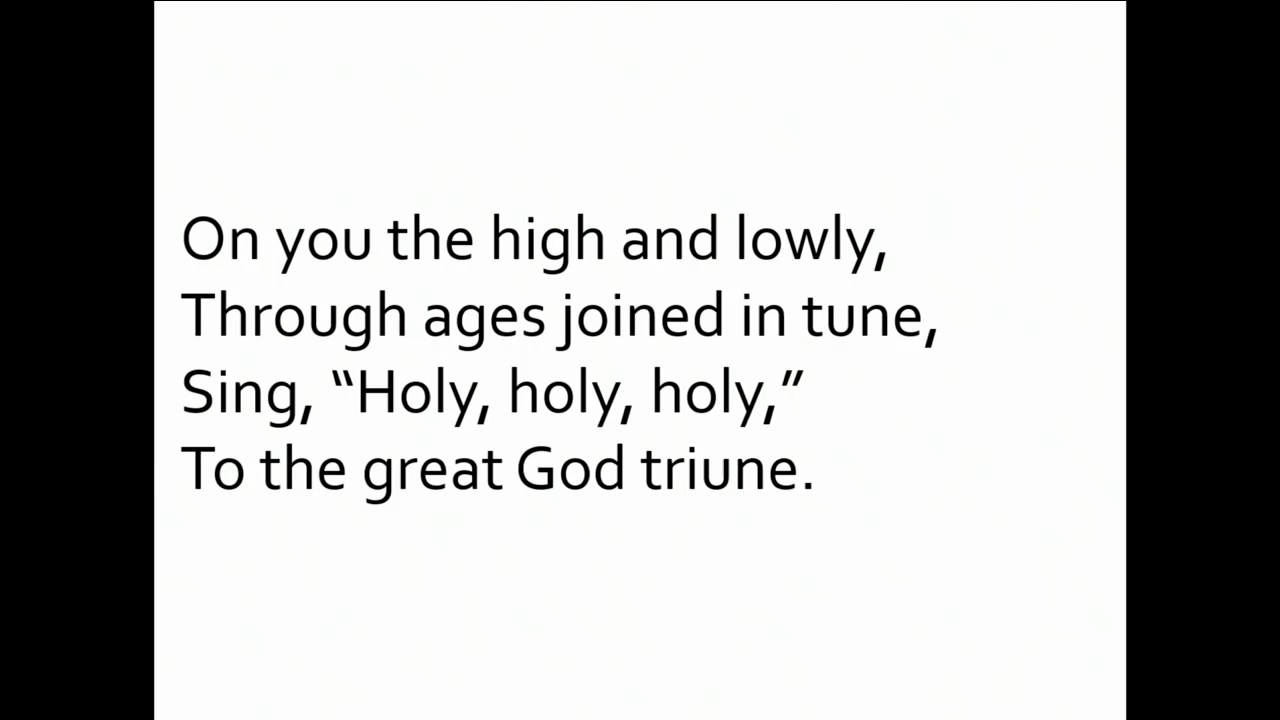 On you the high and lowly,
Through ages joined in tune,
Sing, “Holy, holy, holy,”
To the great God triune.